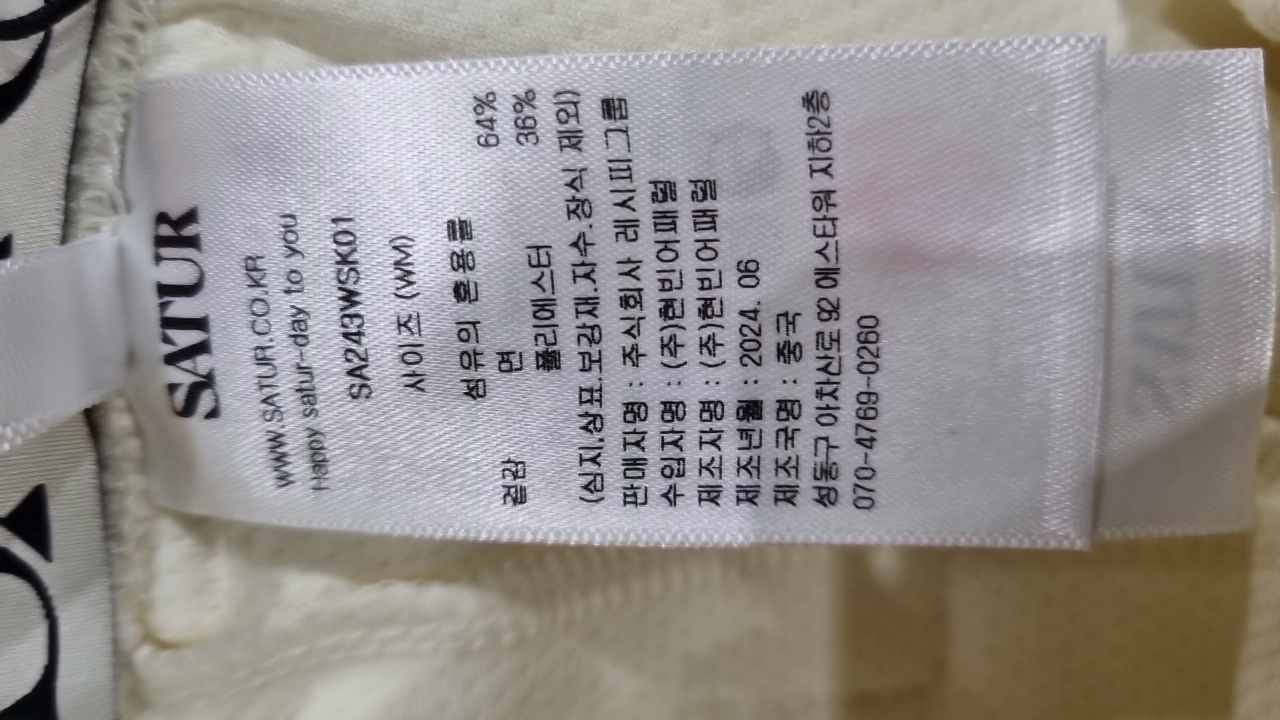 SATUR
WWW.SATUR.CO.KR
Happy satur-day to you
SA243WSK01
사이즈 (WM)
섬유의 혼용률
겉감 면 64%
폴리에스터 36%
(심지.상표.보강재.자수.장식 제외)
판매자명 : 주식회사 레시피그룹
수입자명 : (주)현빈어패럴
제조자명 : (주)현빈어패럴
제조년월 : 2024. 06
제조국명 : 중국
성동구 아차산로 92 에스타워 지하2층
070-4769-0260